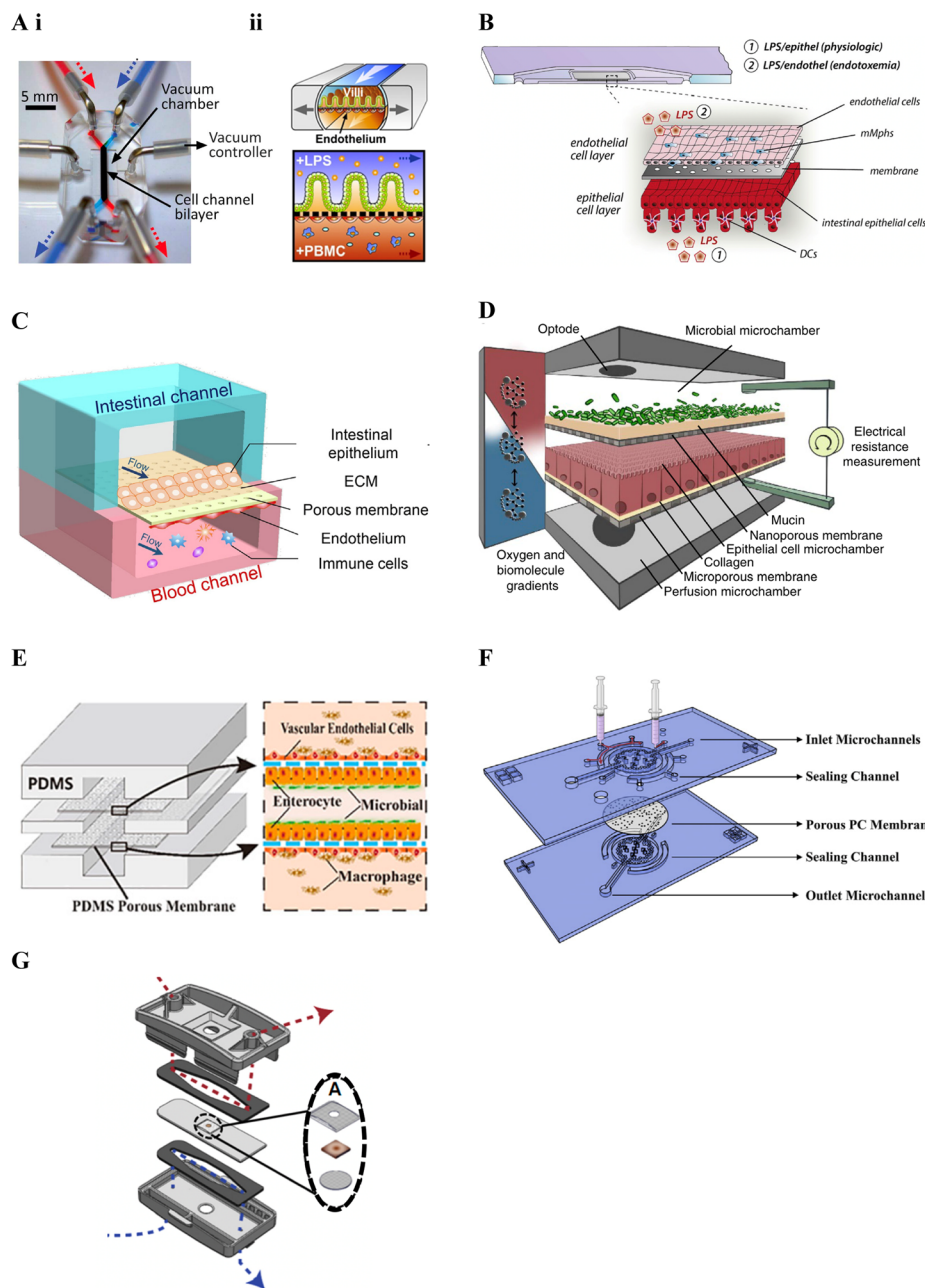 A i
ii
5 mm
Vacuum
chamber
Vacuum
controller
Cell channel
bilayer
Villi
Endothelium
+LPS
+PBMC
B
1 LPS/epithel (physiologic)
2 LPS/endothel (endotoxemia)
LPS 2
endothelial cells
endothelial
cell layer
mMphs
membrane
epithelial
cell layer
intestinal epithelial cells
LPS
1
DCs
C
Intestinal channel
Flow
Intestinal
epithelium
ECM
Porous membrane
Endothelium
Flow
Immune cells
Blood channel
D
Optode
Microbial microchamber
Electrical
resistance
measurement
Mucin
Nanoporous membrane
Epithelial cell microchamber
Collagen
Microporous membrane
Perfusion microchamber
Oxygen and
biomolecule
gradients
E
PDMS
PDMS Porous Membrane
Vascular Endothelial Cells
Enterocyte
Microbial
Macrophage
F
Inlet Microchannels
Sealing Channel
Porous PC Membran
Sealing Channel
Outlet Microchannel
G
A